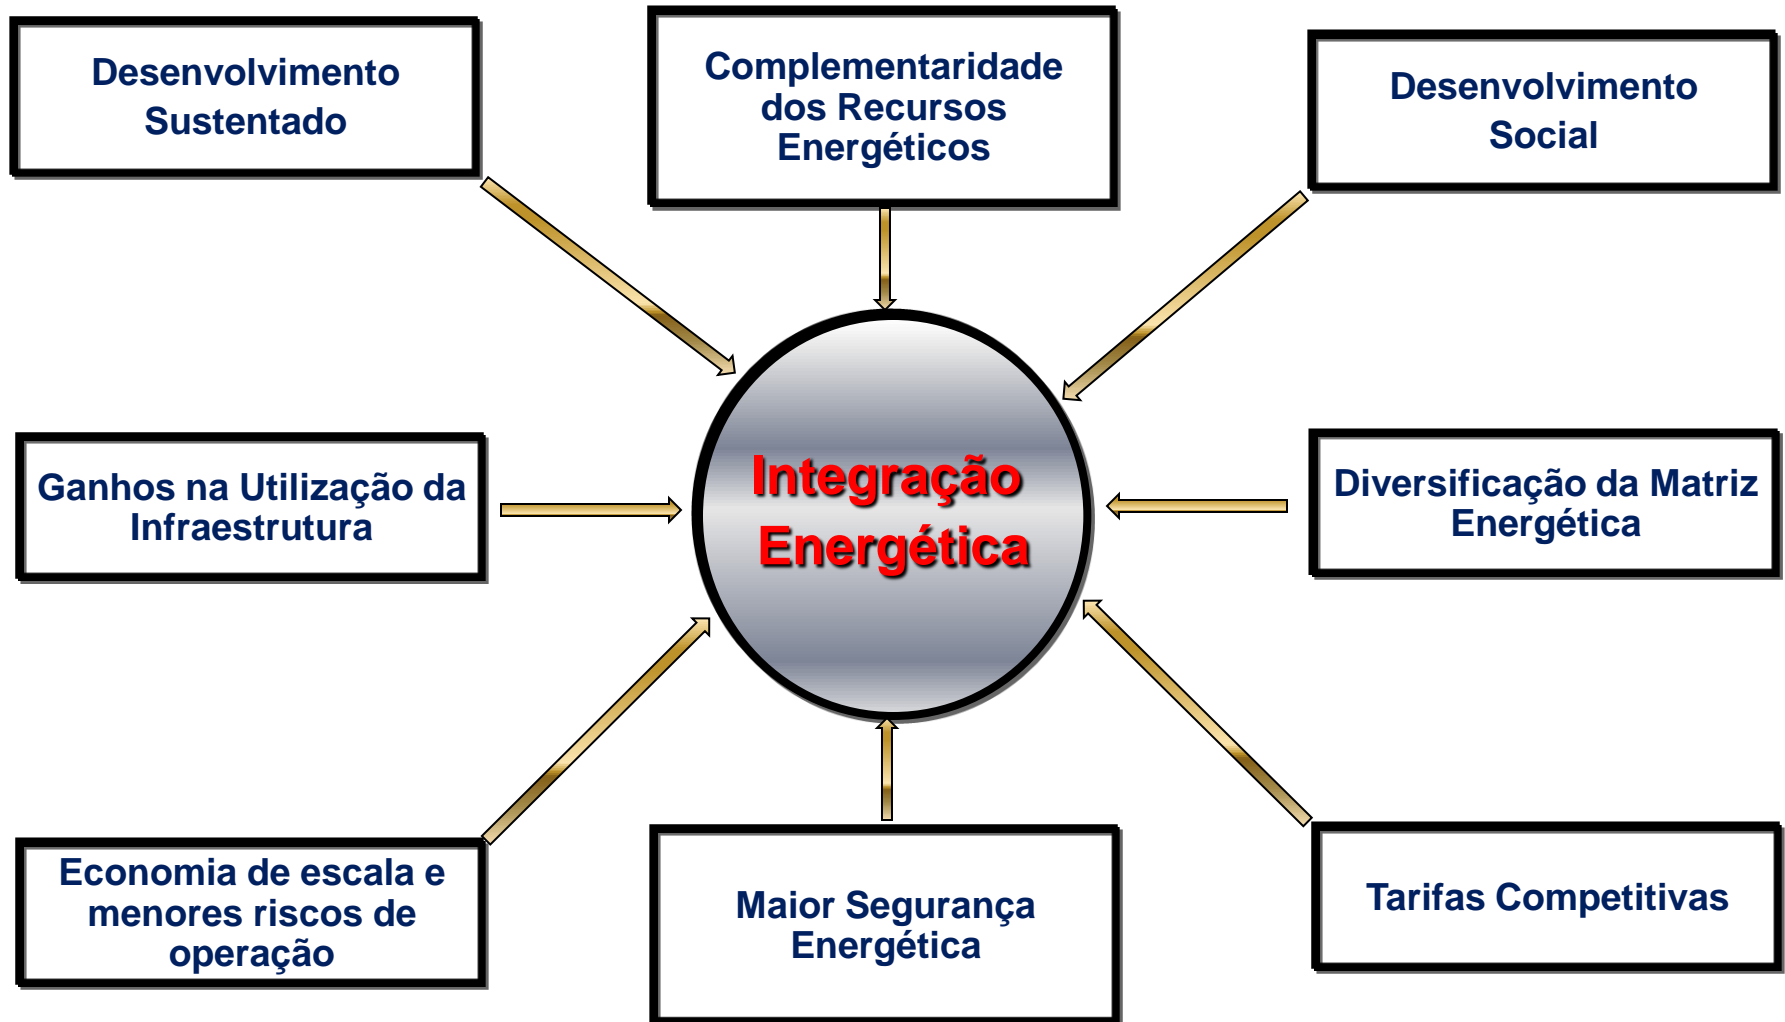 Desenvolvimento
Sustentado
Complementaridade
dos Recursos
Energéticos
Desenvolvimento
Social
Ganhos na Utilização da
Infraestrutura
Integração
Energética
Diversificação da Matriz
Energética
Economia de escala e
menores riscos de
operação
Maior Segurança
Energética
Tarifas Competitivas